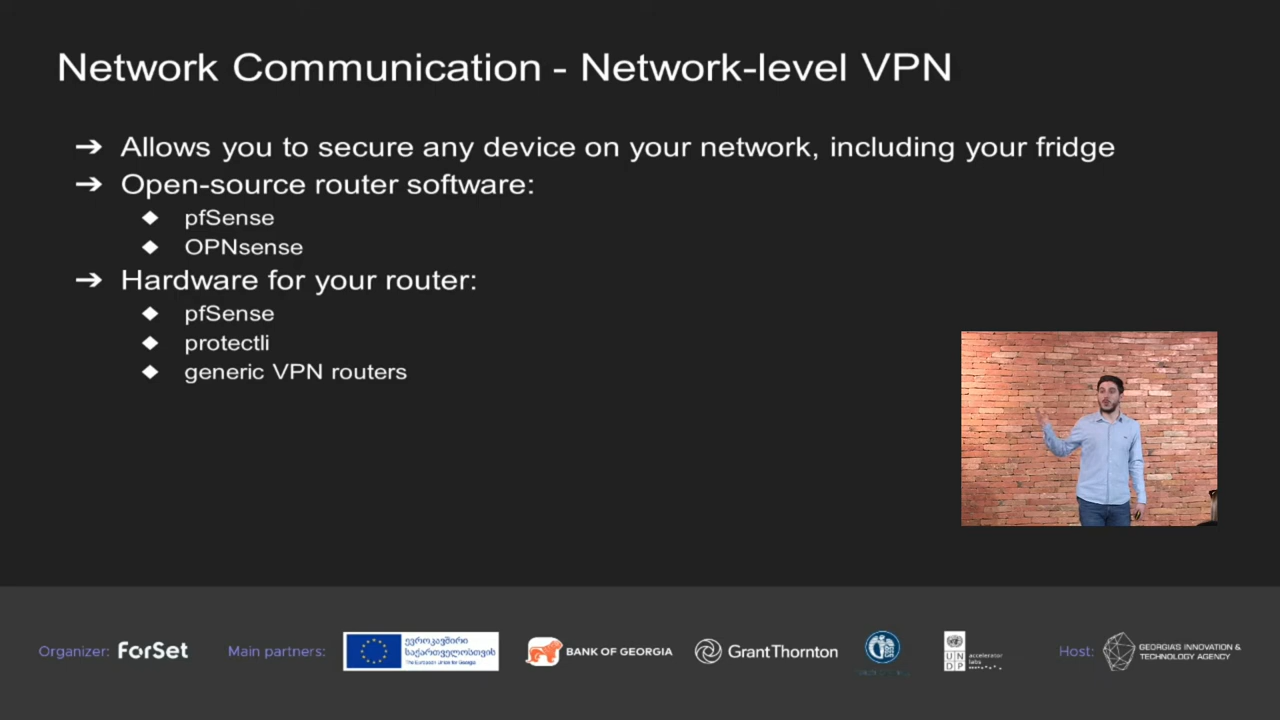 Network Communication - Network-level VPN
➔ Allows you to secure any device on your network, including your fridge
➔ Open-source router software:
◆ pfSense
◆ OPNsense
➔ Hardware for your router:
◆ pfSense
◆ protectli
◆ generic VPN routers
Organizer: ForSet
Main partners:
ევროკავშირი
საქართველოსთვის
The European Union for Georgia
BANK OF GEORGIA
GrantThornton
UN
DP
accelerator
labs
Host:
GEORGIA'S INNOVATION &
TECHNOLOGY AGENCY